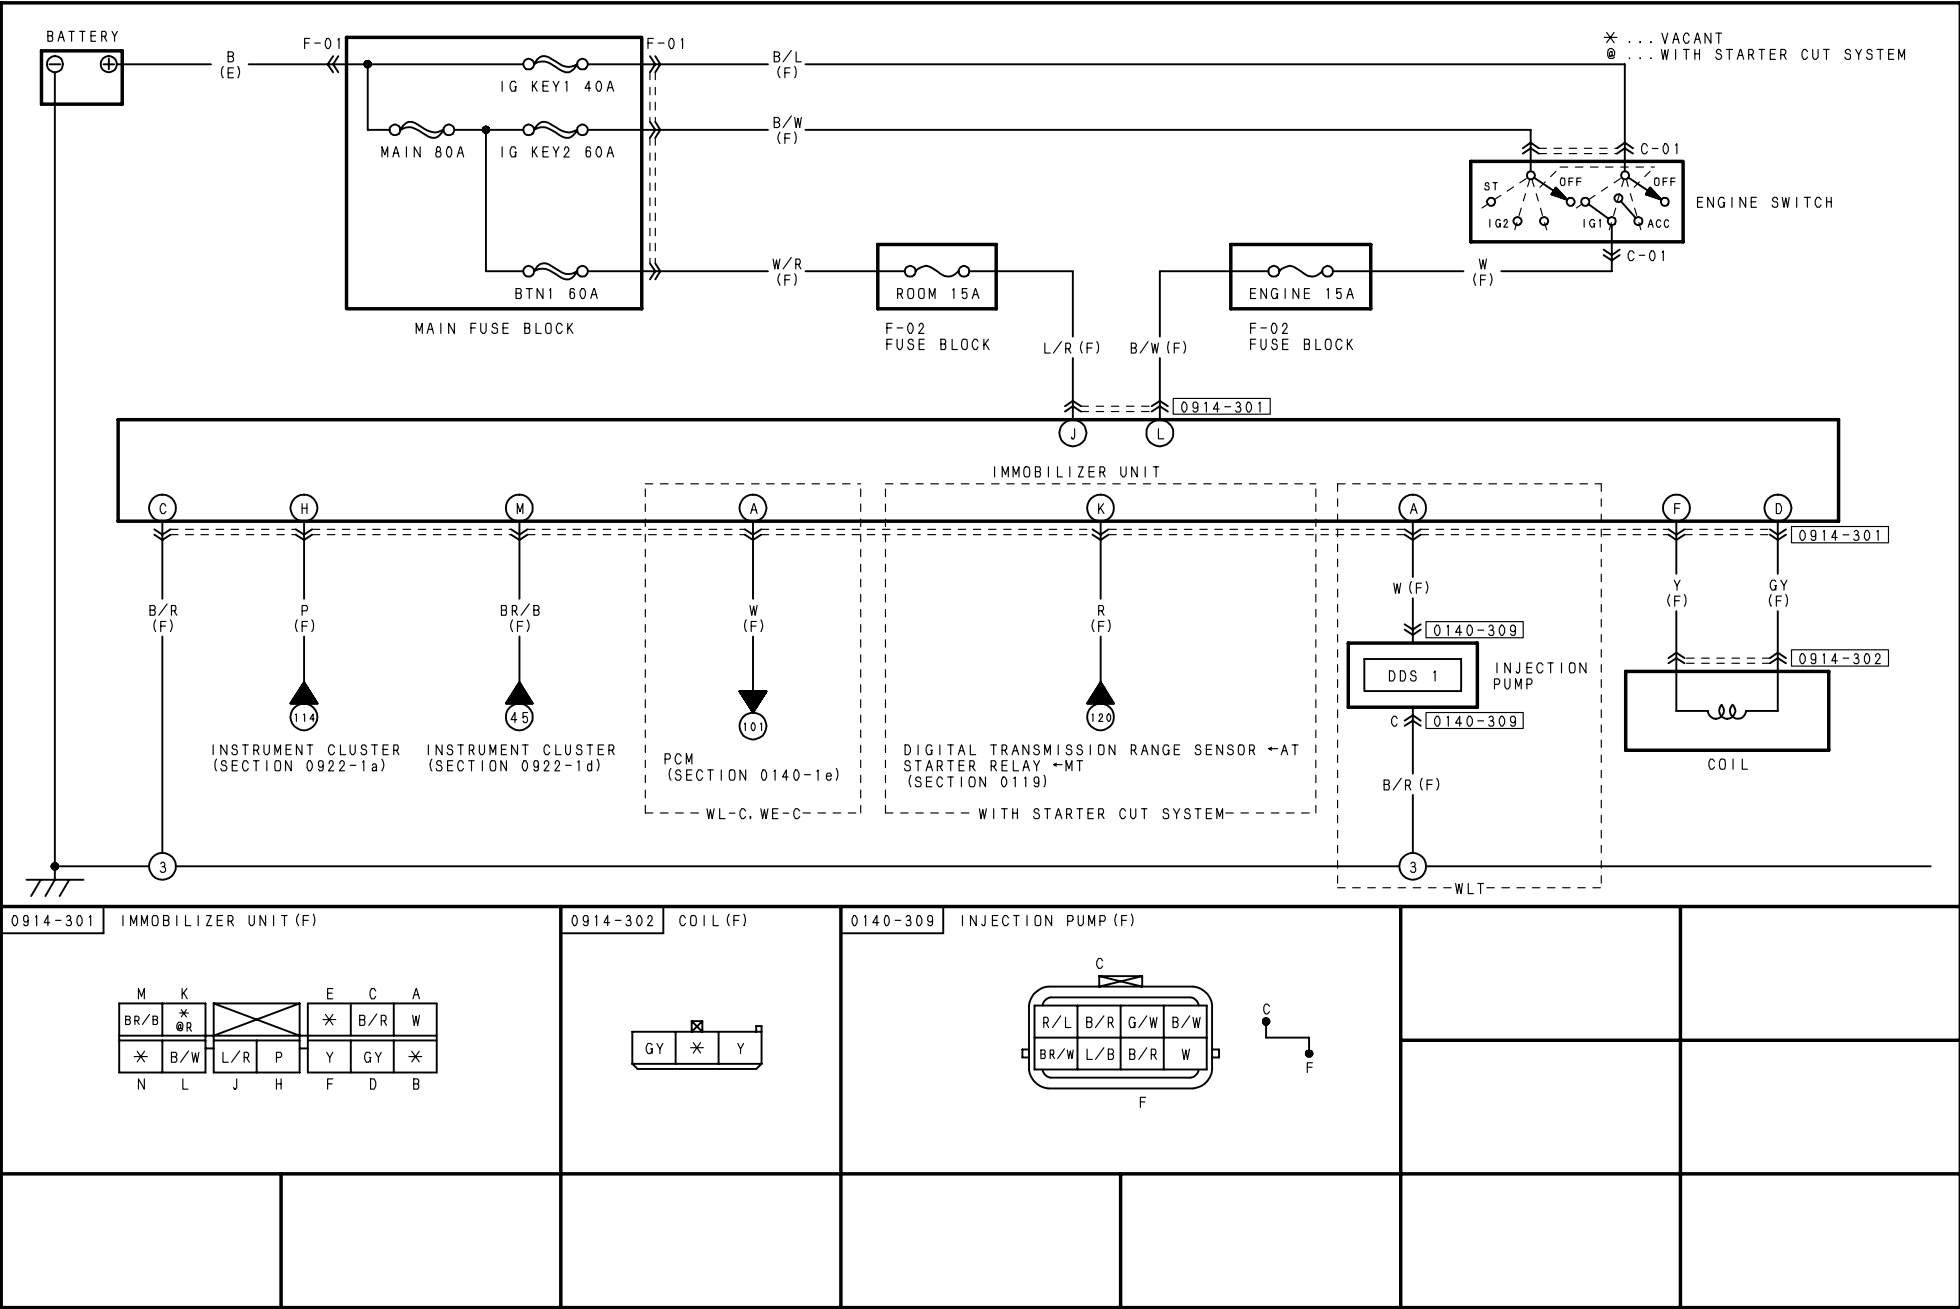 BATTERY
B
(E)
F-01
F-01
IG KEY1 40A
MAIN 80A
IG KEY2 60A
BTN1 60A
MAIN FUSE BLOCK
B/L
(F)
B/W
(F)
W/R
(F)
* ... VACANT
@ ... WITH STARTER CUT SYSTEM
C-01
ST
OFF
OFF
IG2
IG1
ACC
ENGINE SWITCH
C-01
ROOM 15A
F-02
FUSE BLOCK
ENGINE 15A
F-02
FUSE BLOCK
W
(F)
L/R (F)
B/W (F)
0914-301
J
L
IMMOBILIZER UNIT
C
H
M
A
K
A
F
D
0914-301
B/R
(F)
P
(F)
BR/B
(F)
W
(F)
R
(F)
W (F)
Y
(F)
GY
(F)
0140-309
0914-302
DDS 1
INJECTION
PUMP
C
0140-309
114
45
101
120
INSTRUMENT CLUSTER
(SECTION 0922-1a)
INSTRUMENT CLUSTER
(SECTION 0922-1d)
PCM
(SECTION 0140-1e)
DIGITAL TRANSMISSION RANGE SENSOR ←AT
STARTER RELAY ←MT
(SECTION 0119)
COIL
B/R (F)
WL-C, WE-C
WITH STARTER CUT SYSTEM
3
3
WLT
0914-301 IMMOBILIZER UNIT (F)
M K E C A
BR/B * @R * B/R W
* B/W L/R P Y GY *
N L J H F D B
0914-302 COIL (F)
GY * Y
0140-309 INJECTION PUMP (F)
C
R/L B/R G/W B/W
BR/W L/B B/R W
F
C
F